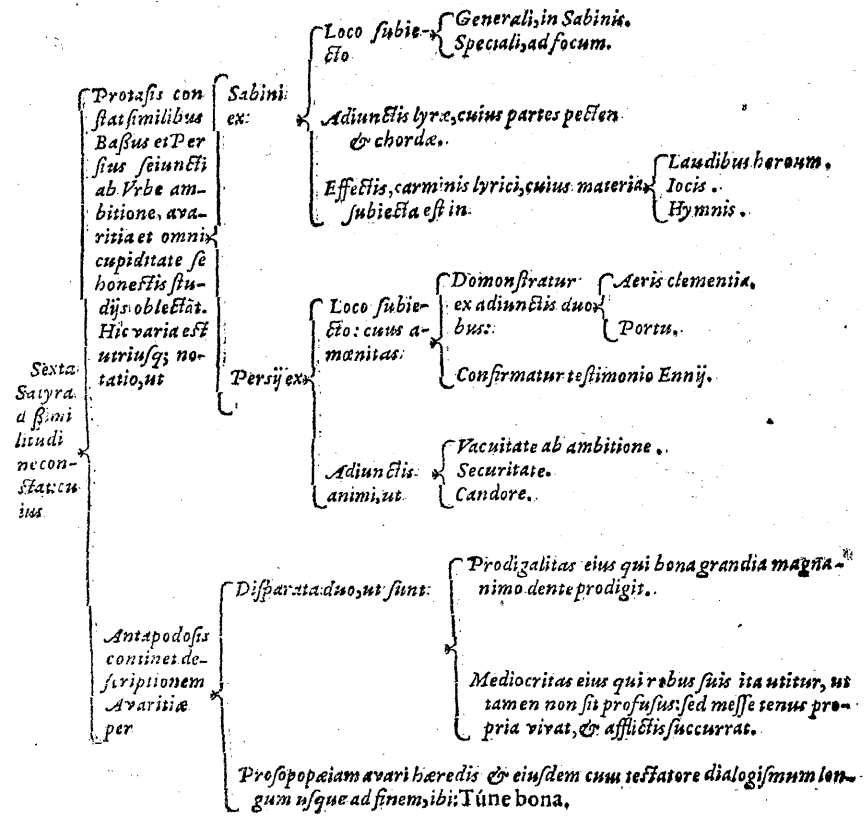 Sexta
Satyra
dißimi
litudi
ne con-
ſtat: cu
ius
Protaſis con
ſtat ſimilibus
Baßus et Per
ſius ſeiuncti
ab Vrbe am-
bitione, ava-
ritia et omni
cupiditate ſe
honeſtis ſtu-
dijs oblectāt.
Hic varia eſt
utriuſq; no-
tatio, ut
Sabini
ex:
Loco ſubie-
cto
Generali, in Sabinis.
Speciali, ad focum.
Adiunctis lyræ, cuius partes pecten
& chordæ.
Effectis, carminis lyrici, cuius materia
ſubiecta eſt in
Laudibus heroum.
Iocis.
Hymnis.
Persij ex
Loco ſubie-
cto: cuus a-
mœnitas:
Domonſtratur
ex adiunctis duo
bus:
Aeris clementia.
Portu.
Confirmatur teſtimonio Ennij.
Adiunctis
animi, ut
Vacuitate ab ambitione.
Securitate.
Candore.
Antapodoſis
continet de-
ſcriptionem
Avaritiæ
per
Diſparata duo, ut ſunt:
Prodigalitas eius qui bona grandia magna-
nimo dente prodigit.
Mediocritas eius qui rebus ſuis ita utitur, ut
tamen non ſit profuſus: ſed meſſe tenus pro-
pria vivat, & afflictis ſuccurrat.
Proſopopæiam avari hæredis & eiuſdem cum teſtatore dialogiſmum lon-
gum uſque ad finem, ibi: Túne bona.